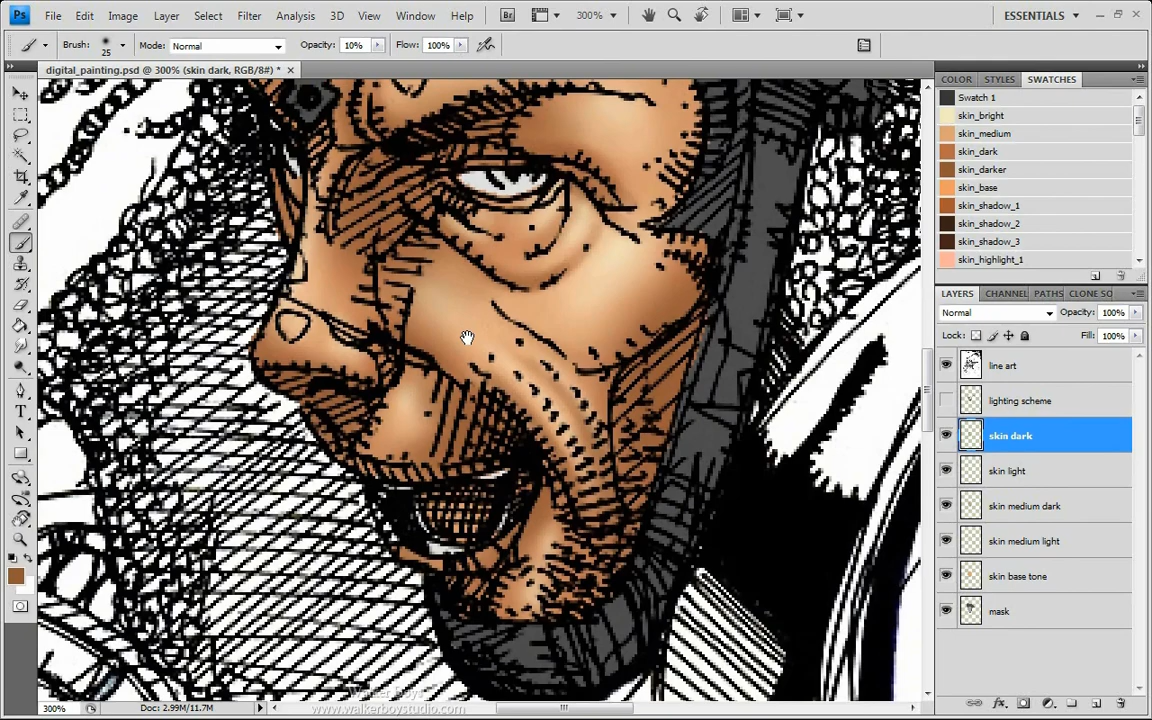 Ps File Edit Image Layer Select Filter Analysis 3D View Window Help Br 300% ESSENTIALS
Brush: 25 Mode: Normal Opacity: 10% Flow: 100%
digital_painting.psd @ 300% (skin dark, RGB/8#) *
COLOR STYLES SWATCHES
Swatch 1
skin_bright
skin_medium
skin_dark
skin_darker
skin_base
skin_shadow_1
skin_shadow_2
skin_shadow_3
skin_highlight_1
LAYERS CHANNEL PATHS CLONE SO
Normal Opacity: 100%
Lock: Fill: 100%
line art
lighting scheme
skin dark
skin light
skin medium dark
skin medium light
skin base tone
mask
www.walkerboystudio.com
300% Doc: 2.99M/11.7M